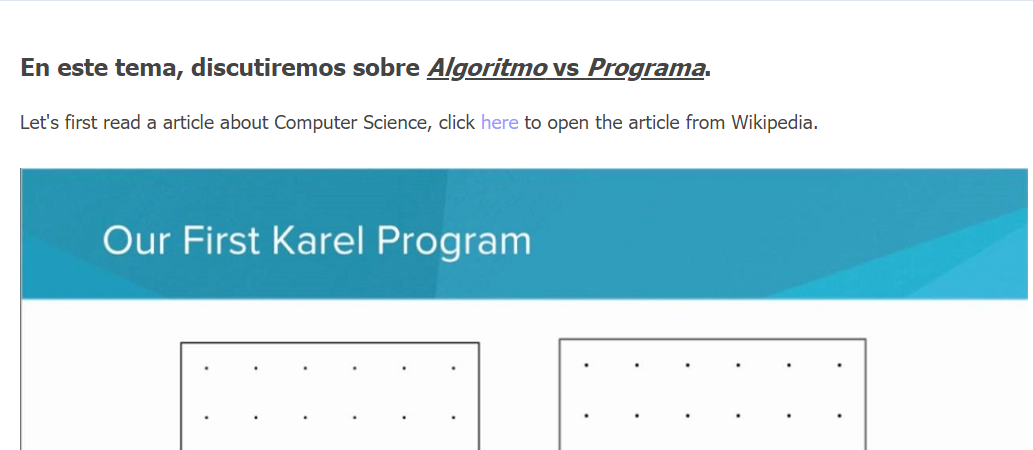 En este tema, discutiremos sobre Algoritmo vs Programa.
Let's first read a article about Computer Science, click here to open the article from Wikipedia.
Our First Karel Program